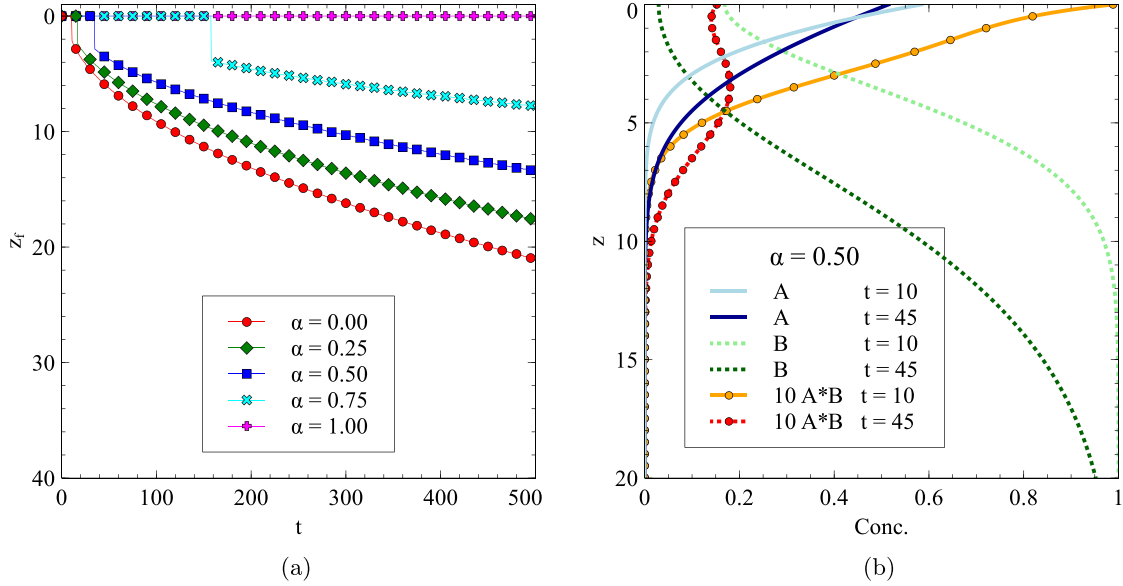 0
10
20
30
40
z_f
0
100
200
300
400
500
t
α = 0.00
α = 0.25
α = 0.50
α = 0.75
α = 1.00
(a)
0
5
10
15
20
z
0
0.2
0.4
0.6
0.8
1
Conc.
α = 0.50
A t = 10
A t = 45
B t = 10
B t = 45
10 A*B t = 10
10 A*B t = 45
(b)